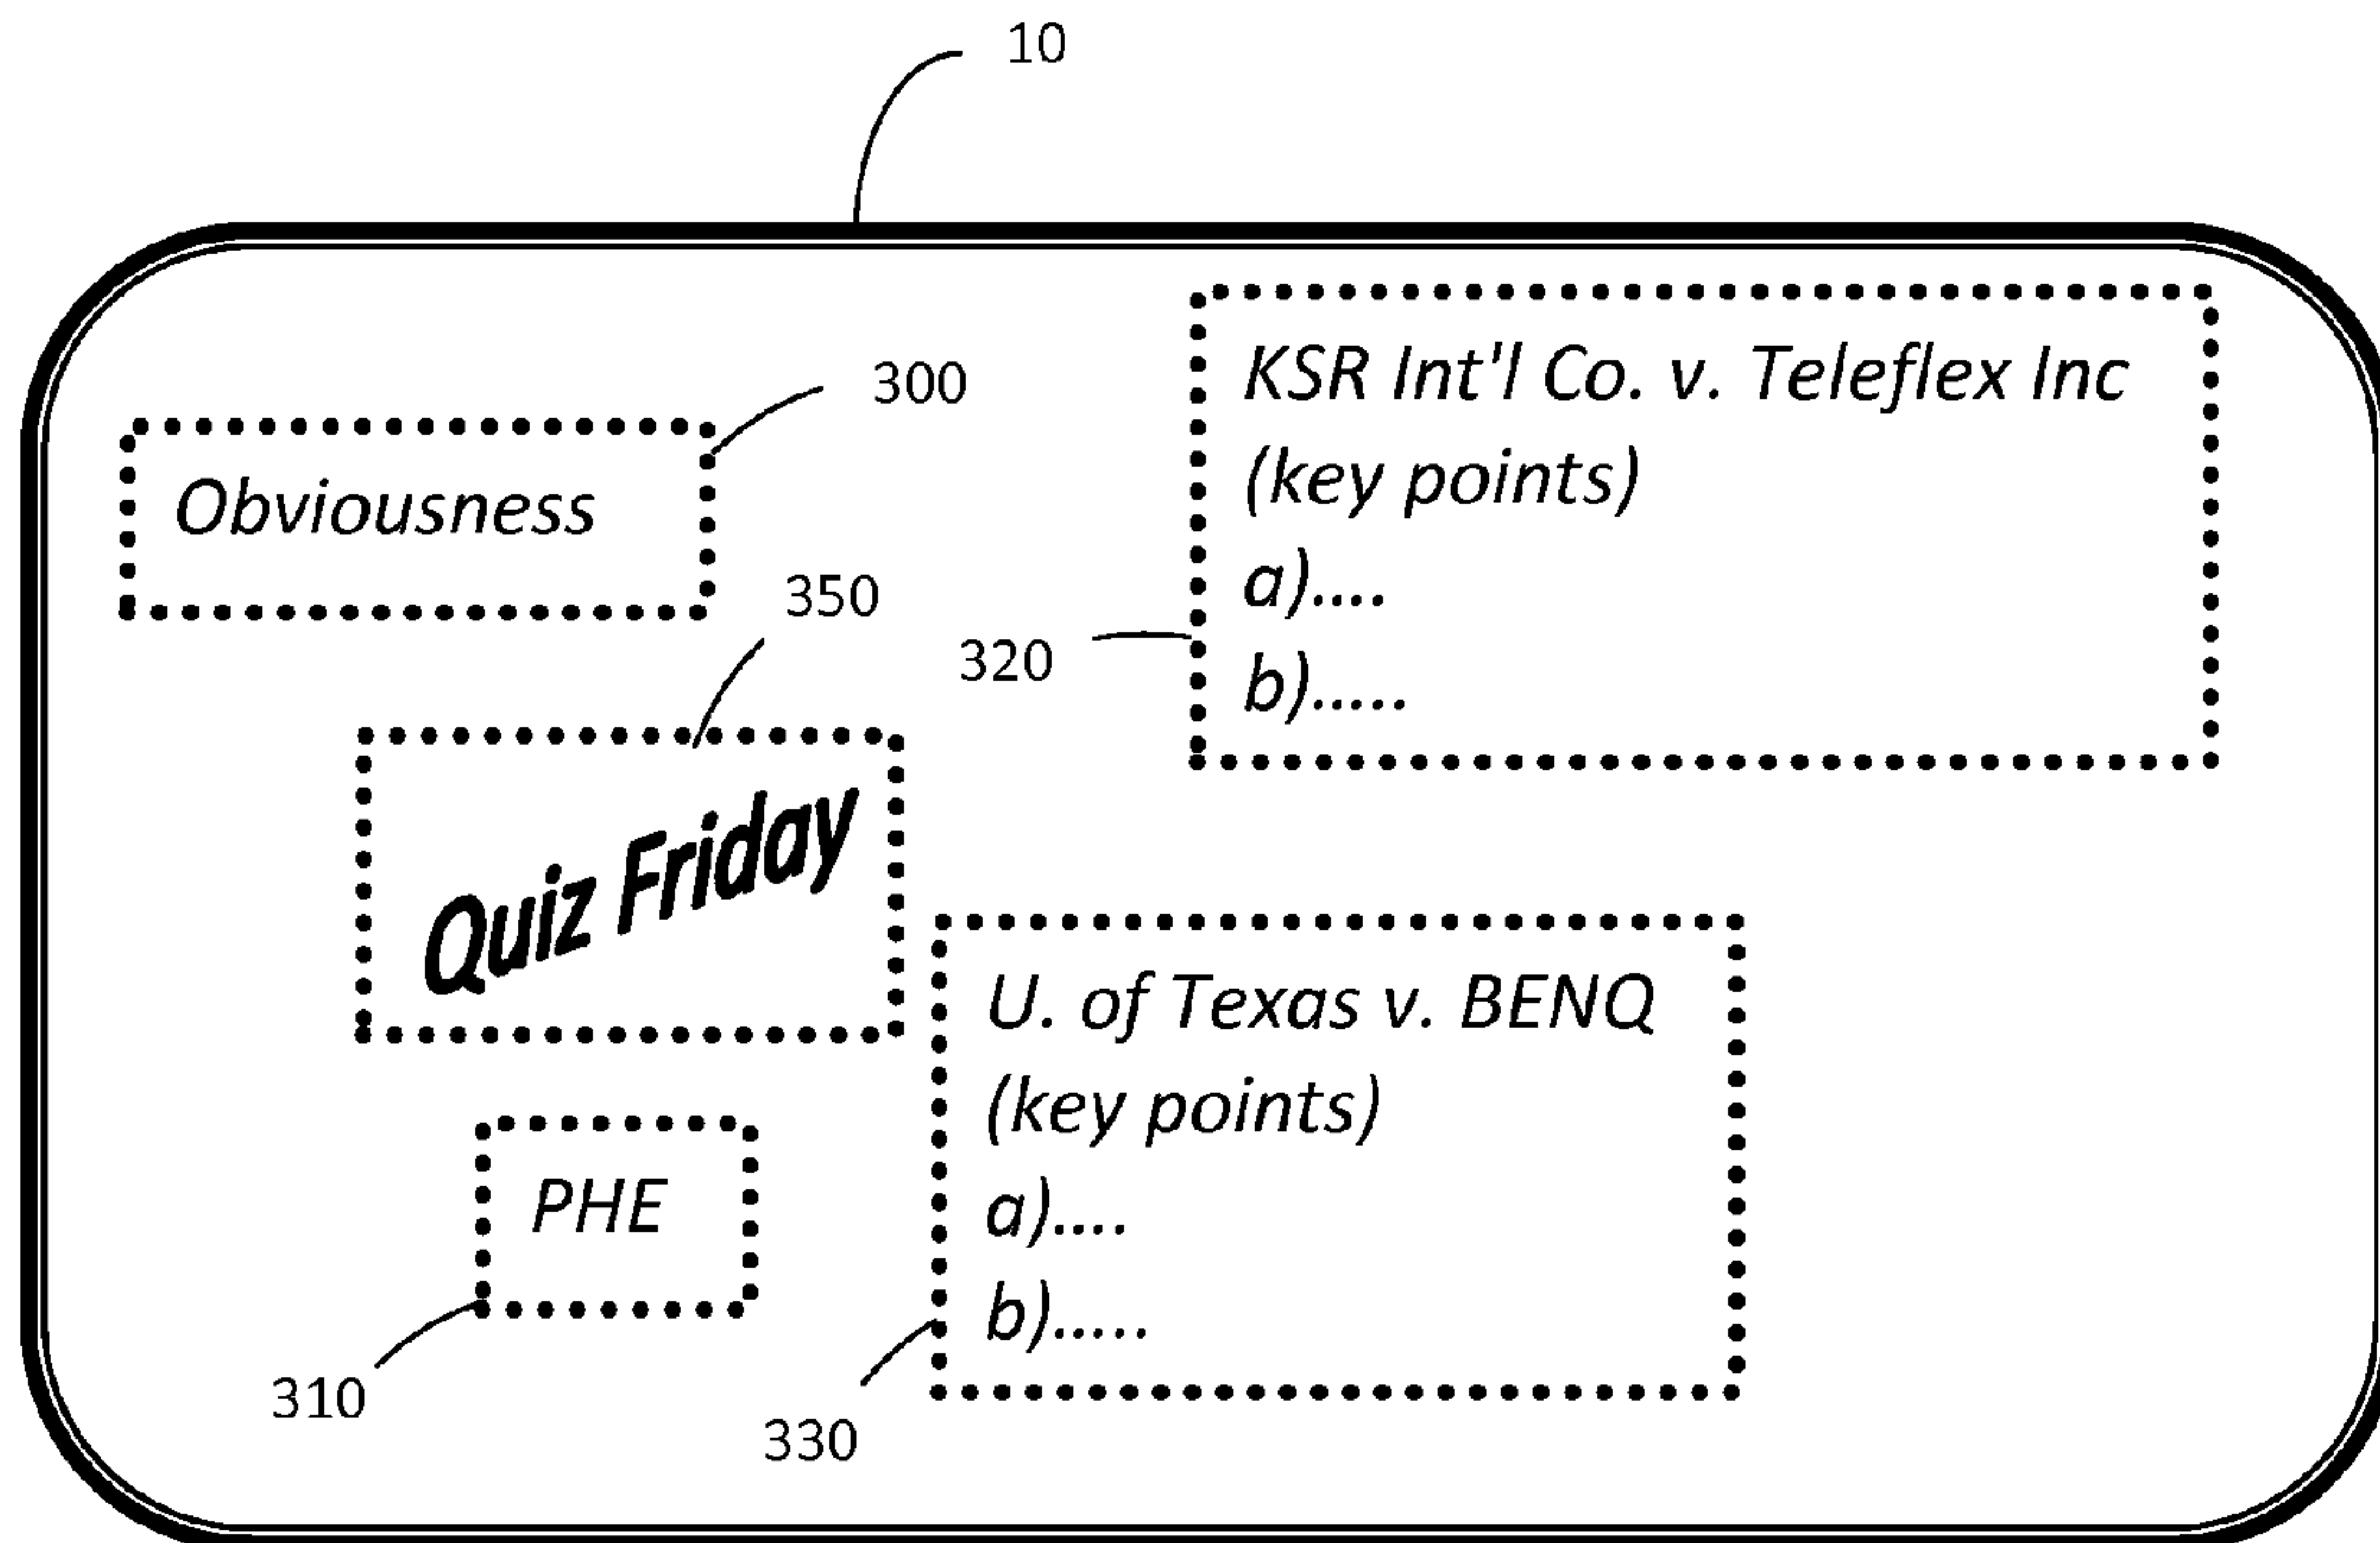 10
300
Obviousness
KSR Int'l Co. v. Teleflex Inc
(key points)
a)....
b).....
320
350
Quiz Friday
U. of Texas v. BENQ
(key points)
a)....
b).....
PHE
310
330